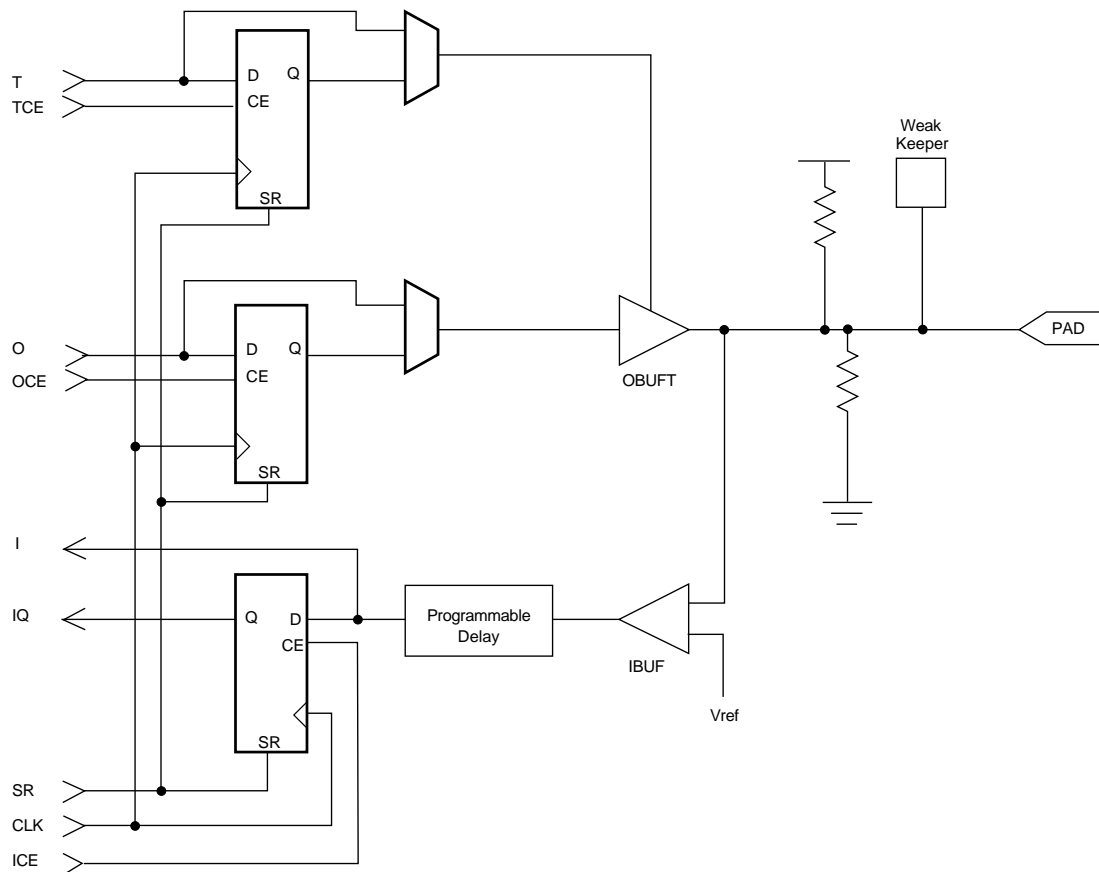 T
TCE
D
Q
CE
SR
Weak
Keeper
O
OCE
D
Q
CE
SR
OBUFT
PAD
I
IQ
Q
D
CE
SR
Programmable
Delay
IBUF
Vref
SR
CLK
ICE